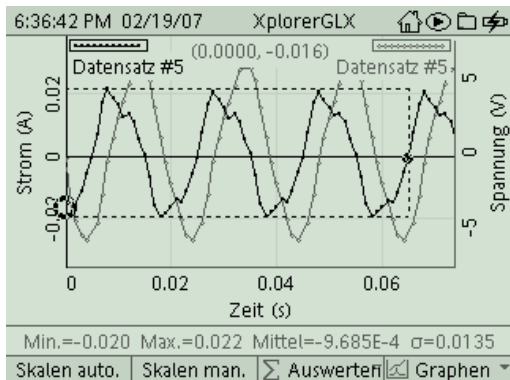 6:36:42 PM 02/19/07 XplorerGLX
(0.0000, -0.016)
Datensatz #5 Datensatz #5
Strom (A)
0.02
0
-0,02
Spannung (V)
5
0
-5
0 0.02 0.04 0.06
Zeit (s)
Min.=-0.020 Max.=0.022 Mittel=-9.685E-4 σ=0.0135
Skalen auto. Skalen man. Σ Auswerten Graphen